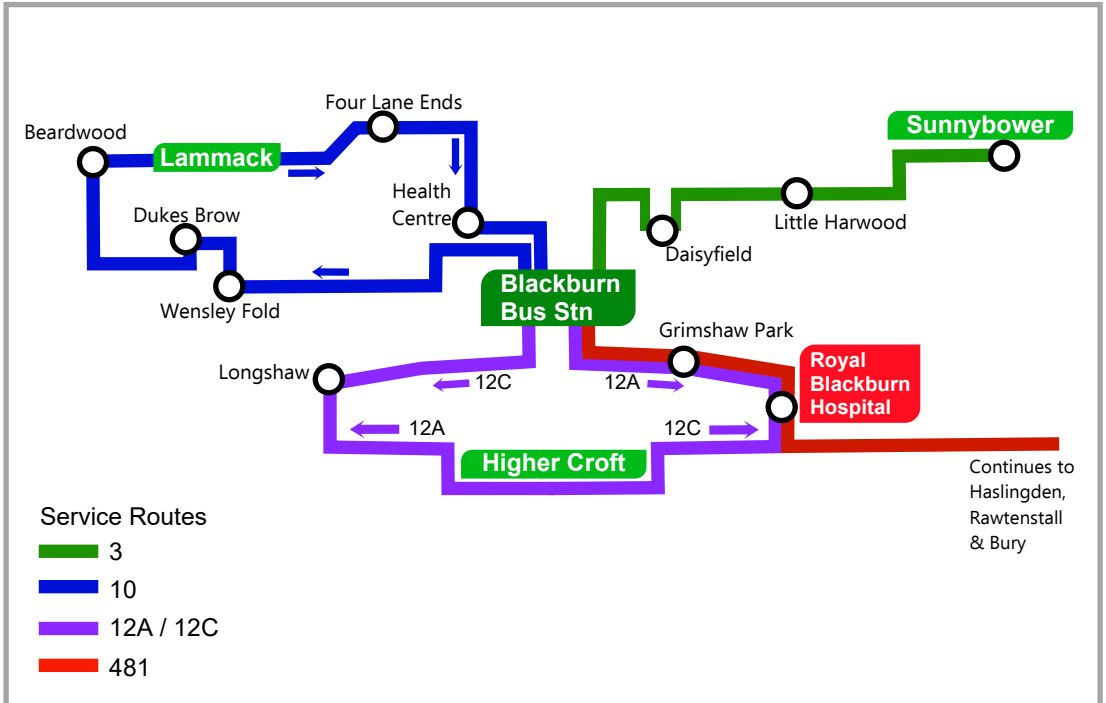 Four Lane Ends
Beardwood
Lammack
Sunnybower
Health
Centre
Dukes Brow
Little Harwood
Daisyfield
Wensley Fold
Blackburn
Bus Stn
Grimshaw Park
Longshaw
12C
12A
Royal
Blackburn
Hospital
12A
12C
Higher Croft
Continues to
Haslingden,
Rawtenstall
& Bury
Service Routes
3
10
12A / 12C
481